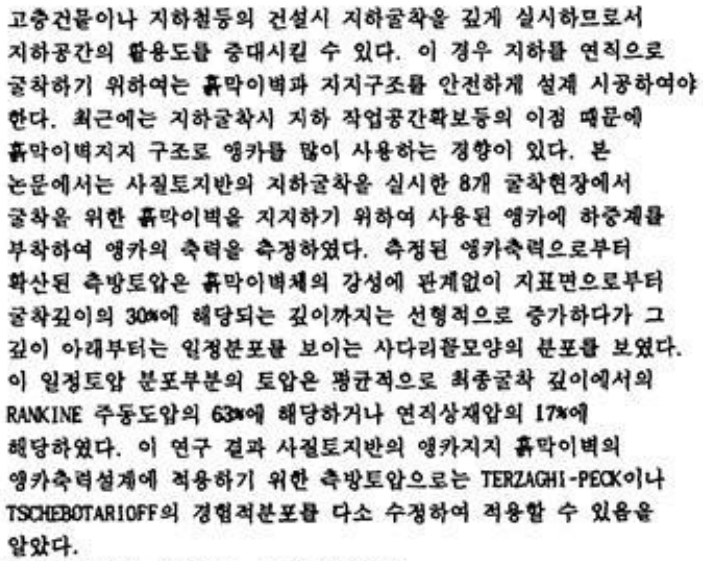 고층건물이나 지하철등의 건설시 지하굴착을 깊게 실시하므로서
지하공간의 활용도를 증대시킬 수 있다. 이 경우 지하를 연직으로
굴착하기 위하여는 흙막이벽과 지지구조를 안전하게 설계 시공하여야
한다. 최근에는 지하굴착시 지하 작업공간확보등의 이점 때문에
흙막이벽지지 구조로 앵카를 많이 사용하는 경향이 있다. 본
논문에서는 사질토지반의 지하굴착을 실시한 8개 굴착현장에서
굴착을 위한 흙막이벽을 지지하기 위하여 사용된 앵카에 하중계를
부착하여 앵카의 축력을 측정하였다. 측정된 앵카축력으로부터
확산된 측방토압은 흙막이벽체의 강성에 관계없이 지표면으로부터
굴착깊이의 30%에 해당되는 깊이까지는 선형적으로 증가하다가 그
깊이 아래부터는 일정분포를 보이는 사다리꼴모양의 분포를 보였다.
이 일정토압 분포부분의 토압은 평균적으로 최종굴착 깊이에서의
RANKINE 주동도압의 63%에 해당하거나 연직상재압의 17%에
해당하였다. 이 연구 결과 사질토지반의 앵카지지 흙막이벽의
앵카축력설계에 적용하기 위한 측방토압으로는 TERZAGHI-PECK이나
TSCHEBOTARIOFF의 경험적분포를 다소 수정하여 적용할 수 있음을
알았다.